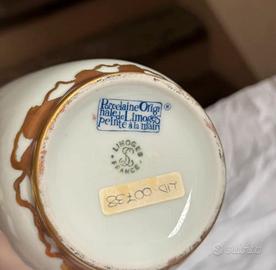 Porcelaine Origi
nale de Limoges
peinte à la main
®
LIMOGES
FRANCE
subito